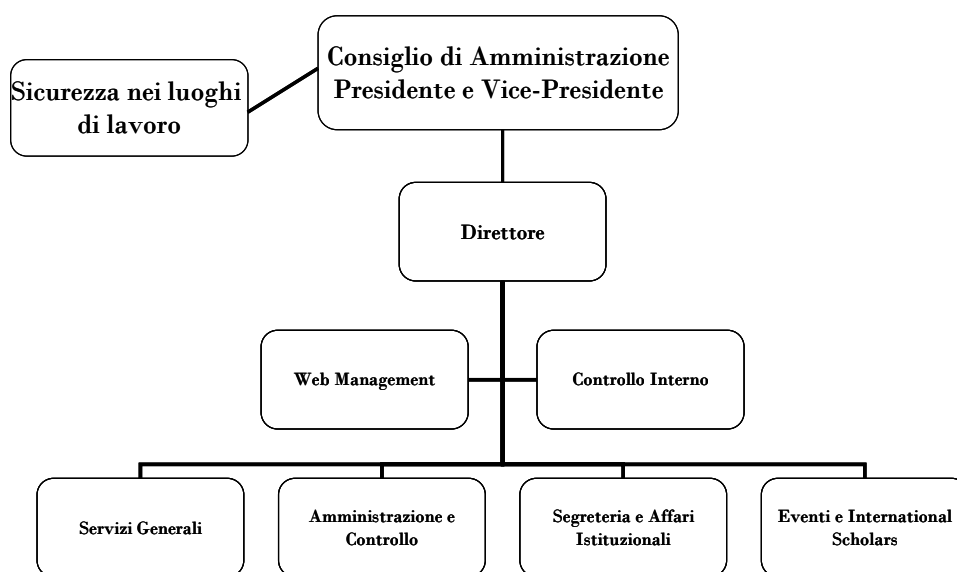 Consiglio di Amministrazione
Presidente e Vice-Presidente
Sicurezza nei luoghi
di lavoro
Direttore
Web Management
Controllo Interno
Servizi Generali
Amministrazione e
Controllo
Segreteria e Affari
Istituzionali
Eventi e International
Scholars